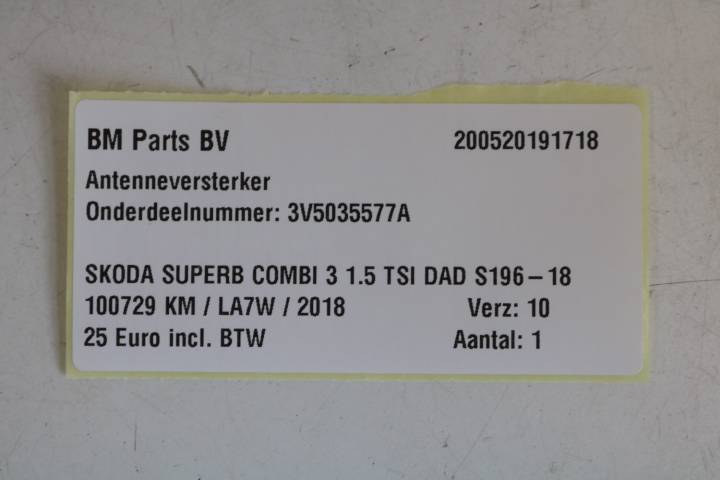 BM Parts BV 200520191718
Antenneversterker
Onderdeelnummer: 3V5035577A
SKODA SUPERB COMBI 3 1.5 TSI DAD S196-18
100729 KM / LA7W / 2018 Verz: 10
25 Euro incl. BTW Aantal: 1